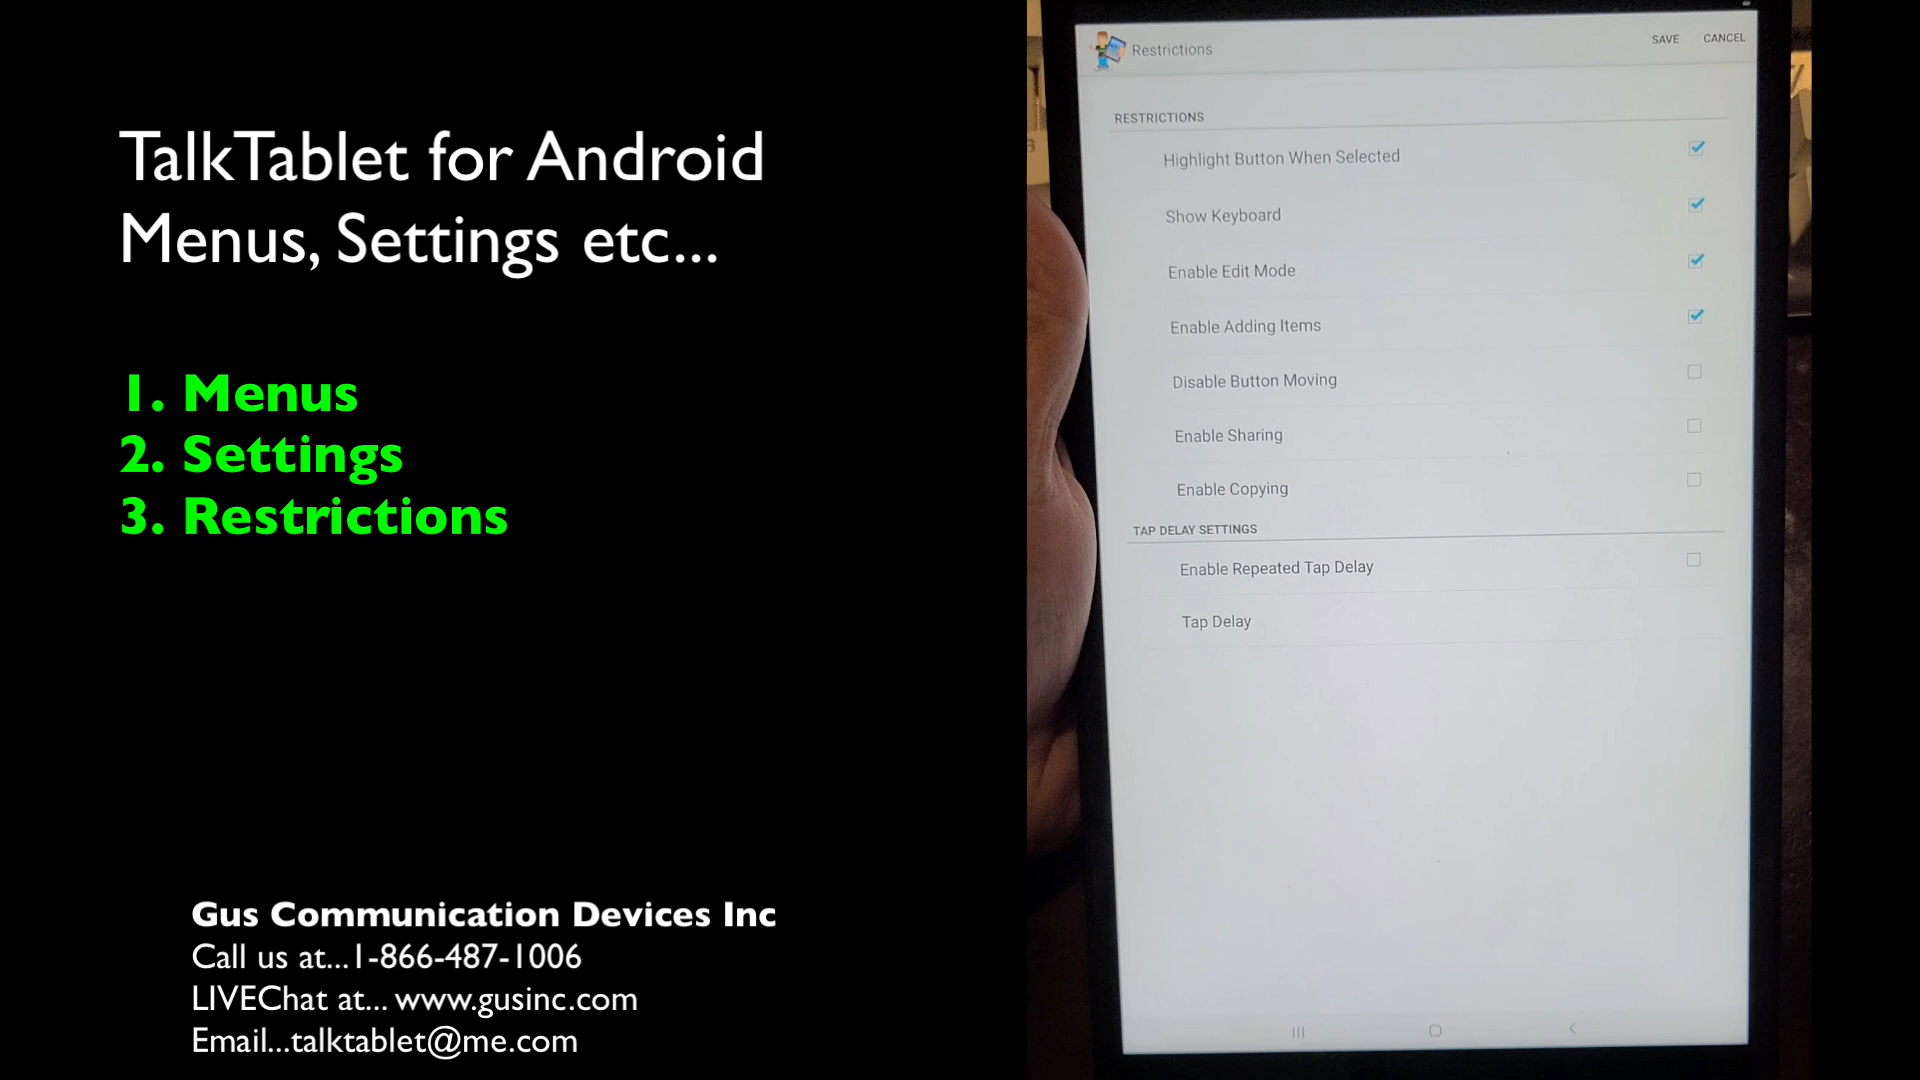 TalkTablet for Android
Menus, Settings etc...
1. Menus
2. Settings
3. Restrictions
Gus Communication Devices Inc
Call us at...1-866-487-1006
LIVEChat at... www.gusinc.com
Email...talktablet@me.com
Restrictions
SAVE CANCEL
RESTRICTIONS
Highlight Button When Selected
Show Keyboard
Enable Edit Mode
Enable Adding Items
Disable Button Moving
Enable Sharing
Enable Copying
TAP DELAY SETTINGS
Enable Repeated Tap Delay
Tap Delay